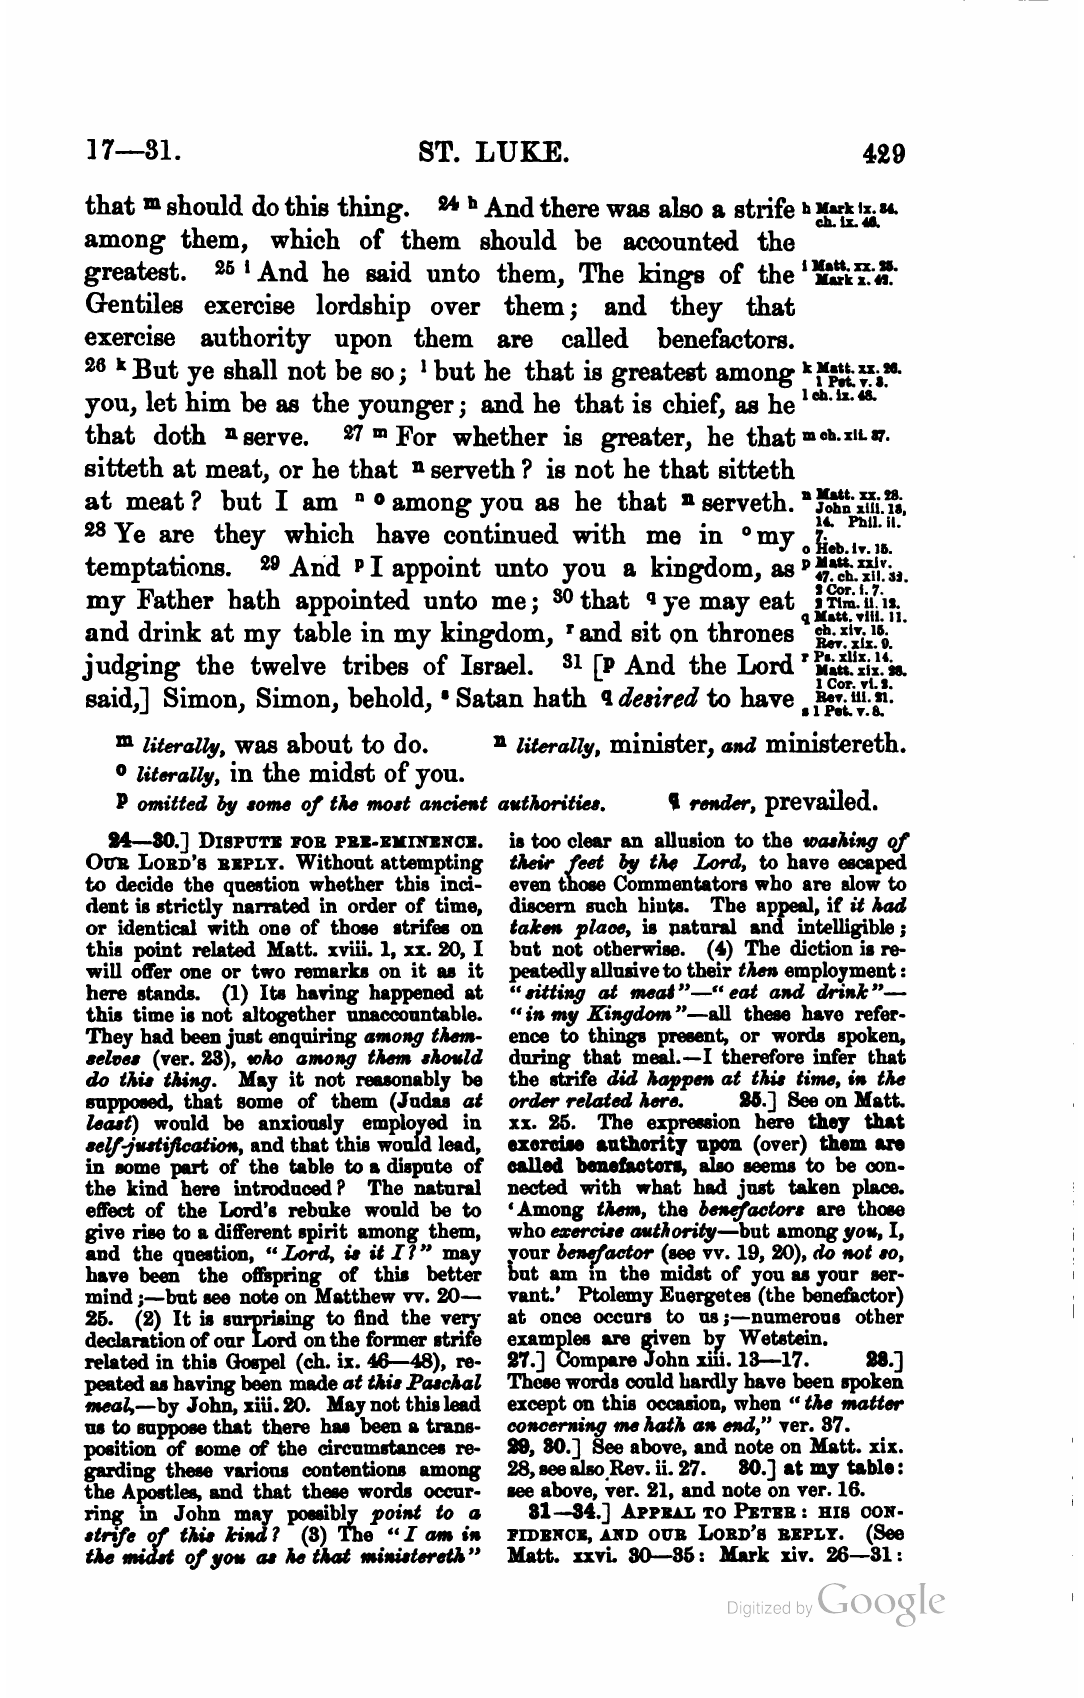 17—31. ST. LUKE. 429
that m should do this thing. 24 h And there was also a strife
among them, which of them should be accounted the
greatest. 25 i And he said unto them, The kings of the
Gentiles exercise lordship over them; and they that
exercise authority upon them are called benefactors.
26 k But ye shall not be so; l but he that is greatest among
you, let him be as the younger; and he that is chief, as he
that doth n serve. 27 m For whether is greater, he that
sitteth at meat, or he that n serveth? is not he that sitteth
at meat? but I am n o among you as he that n serveth.
28 Ye are they which have continued with me in o my
temptations. 29 And p I appoint unto you a kingdom, as
my Father hath appointed unto me; 30 that q ye may eat
and drink at my table in my kingdom, r and sit on thrones
judging the twelve tribes of Israel. 31 [p And the Lord
said,] Simon, Simon, behold, s Satan hath q desired to have
h Mark ix. 34.
ch. ix. 46.
i Matt. xx. 25.
Mark x. 42.
k Matt. xx. 26.
1 Pet. v. 3.
l ch. ix. 48.
m ch. xii. 37.
n Matt. xx. 28.
John xiii. 13,
14. Phil. ii.
7.
o Heb. iv. 15.
p Matt. xxiv.
47. ch. xii. 32.
2 Cor. i. 7.
2 Tim. ii. 12.
q Matt. viii. 11.
ch. xiv. 15.
Rev. xix. 9.
r Ps. xlix. 14.
Matt. xix. 28.
1 Cor. vi. 2.
Rev. iii. 21.
s 1 Pet. v. 8.
m literally, was about to do. n literally, minister, and ministereth.
o literally, in the midst of you.
p omitted by some of the most ancient authorities. q render, prevailed.
24—30.] DISPUTE FOR PRE-EMINENCE.
OUR LORD'S REPLY. Without attempting
to decide the question whether this inci-
dent is strictly narrated in order of time,
or identical with one of those strifes on
this point related Matt. xviii. 1, xx. 20, I
will offer one or two remarks on it as it
here stands. (1) Its having happened at
this time is not altogether unaccountable.
They had been just enquiring among them-
selves (ver. 23), who among them should
do this thing. May it not reasonably be
supposed, that some of them (Judas at
least) would be anxiously employed in
self-justification, and that this would lead,
in some part of the table to a dispute of
the kind here introduced? The natural
effect of the Lord's rebuke would be to
give rise to a different spirit among them,
and the question, "Lord, is it I?" may
have been the offspring of this better
mind;—but see note on Matthew vv. 20—
25. (2) It is surprising to find the very
declaration of our Lord on the former strife
related in this Gospel (ch. ix. 46—48), re-
peated as having been made at this Paschal
meal,—by John, xiii. 20. May not this lead
us to suppose that there has been a trans-
position of some of the circumstances re-
garding these various contentions among
the Apostles, and that these words occur-
ring in John may possibly point to a
strife of this kind? (3) The "I am in
the midst of you as he that ministereth"
is too clear an allusion to the washing of
their feet by the Lord, to have escaped
even those Commentators who are slow to
discern such hints. The appeal, if it had
taken place, is natural and intelligible;
but not otherwise. (4) The diction is re-
peatedly allusive to their then employment:
"sitting at meat"—"eat and drink"—
"in my Kingdom"—all these have refer-
ence to things present, or words spoken,
during that meal.—I therefore infer that
the strife did happen at this time, in the
order related here. 25.] See on Matt.
xx. 25. The expression here they that
exercise authority upon (over) them are
called benefactors, also seems to be con-
nected with what had just taken place.
'Among them, the benefactors are those
who exercise authority—but among you, I,
your benefactor (see vv. 19, 20), do not so,
but am in the midst of you as your ser-
vant.' Ptolemy Euergetes (the benefactor)
at once occurs to us;—numerous other
examples are given by Wetstein.
27.] Compare John xiii. 13—17. 28.]
These words could hardly have been spoken
except on this occasion, when "the matter
concerning me hath an end," ver. 37.
29, 30.] See above, and note on Matt. xix.
28, see also Rev. ii. 27. 30.] at my table:
see above, ver. 21, and note on ver. 16.
31—34.] APPEAL TO PETER: HIS CON-
FIDENCE, AND OUR LORD'S REPLY. (See
Matt. xxvi. 30—35: Mark xiv. 26—31:
Digitized by Google